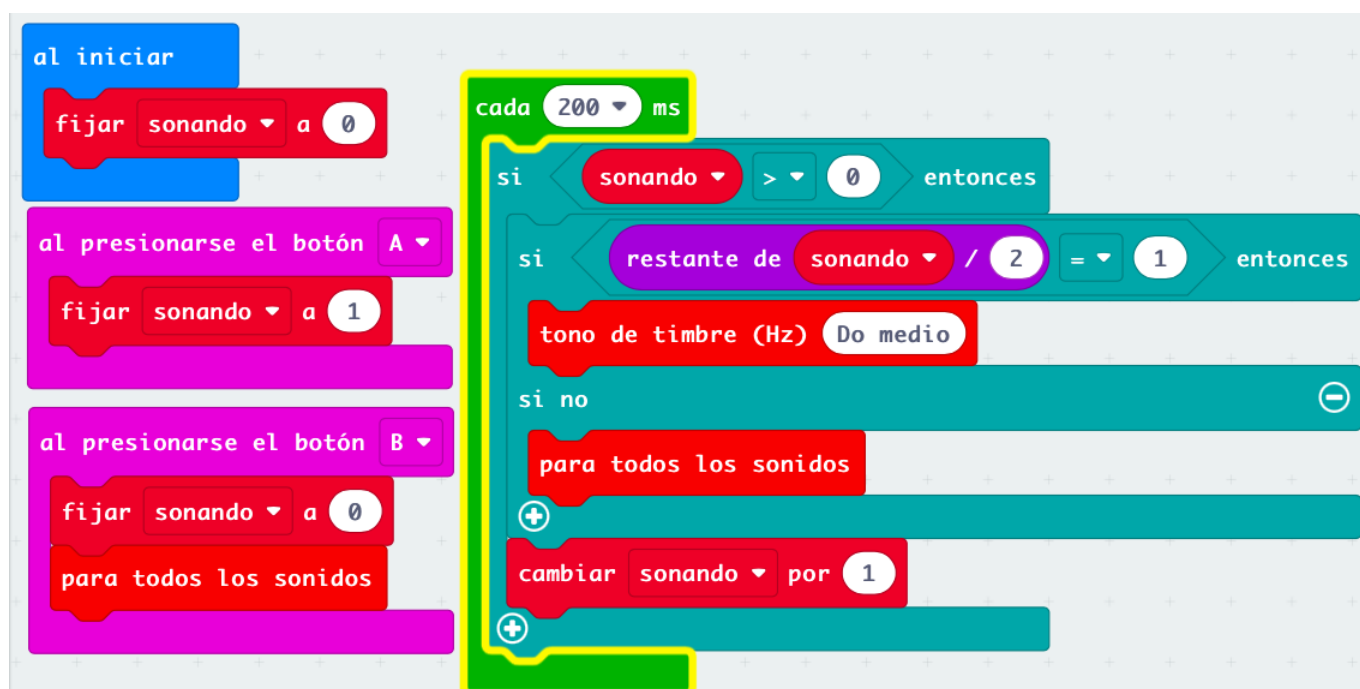 al iniciar
fijar sonando a 0
al presionarse el botón A
fijar sonando a 1
al presionarse el botón B
fijar sonando a 0
para todos los sonidos
cada 200 ms
si sonando > 0 entonces
si restante de sonando / 2 = 1 entonces
tono de timbre (Hz) Do medio
si no
para todos los sonidos
cambiar sonando por 1